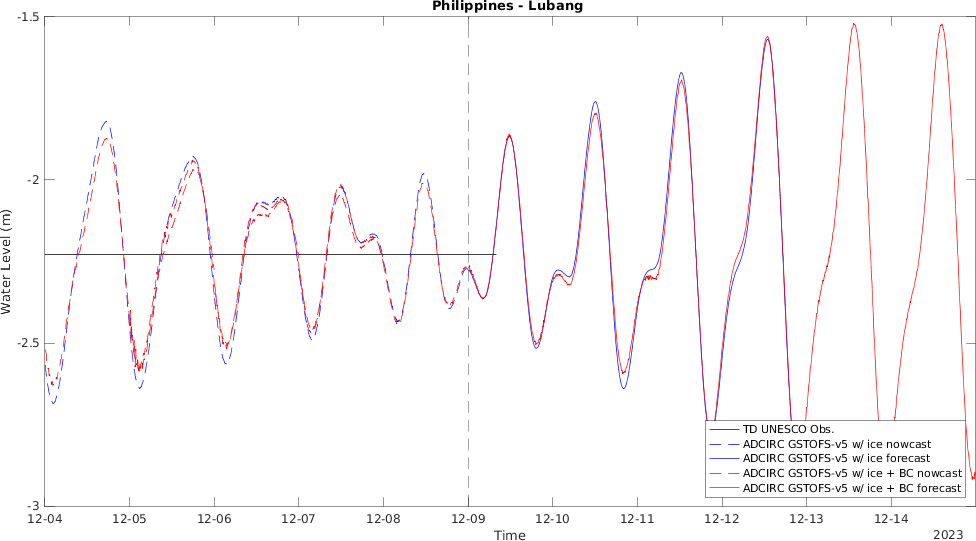 Philippines - Lubang
-1.5
-2
-2.5
-3
Water Level (m)
12-04 12-05 12-06 12-07 12-08 12-09 12-10 12-11 12-12 12-13 12-14
Time
2023
TD UNESCO Obs.
ADCIRC GSTOFS-v5 w/ ice nowcast
ADCIRC GSTOFS-v5 w/ ice forecast
ADCIRC GSTOFS-v5 w/ ice + BC nowcast
ADCIRC GSTOFS-v5 w/ ice + BC forecast